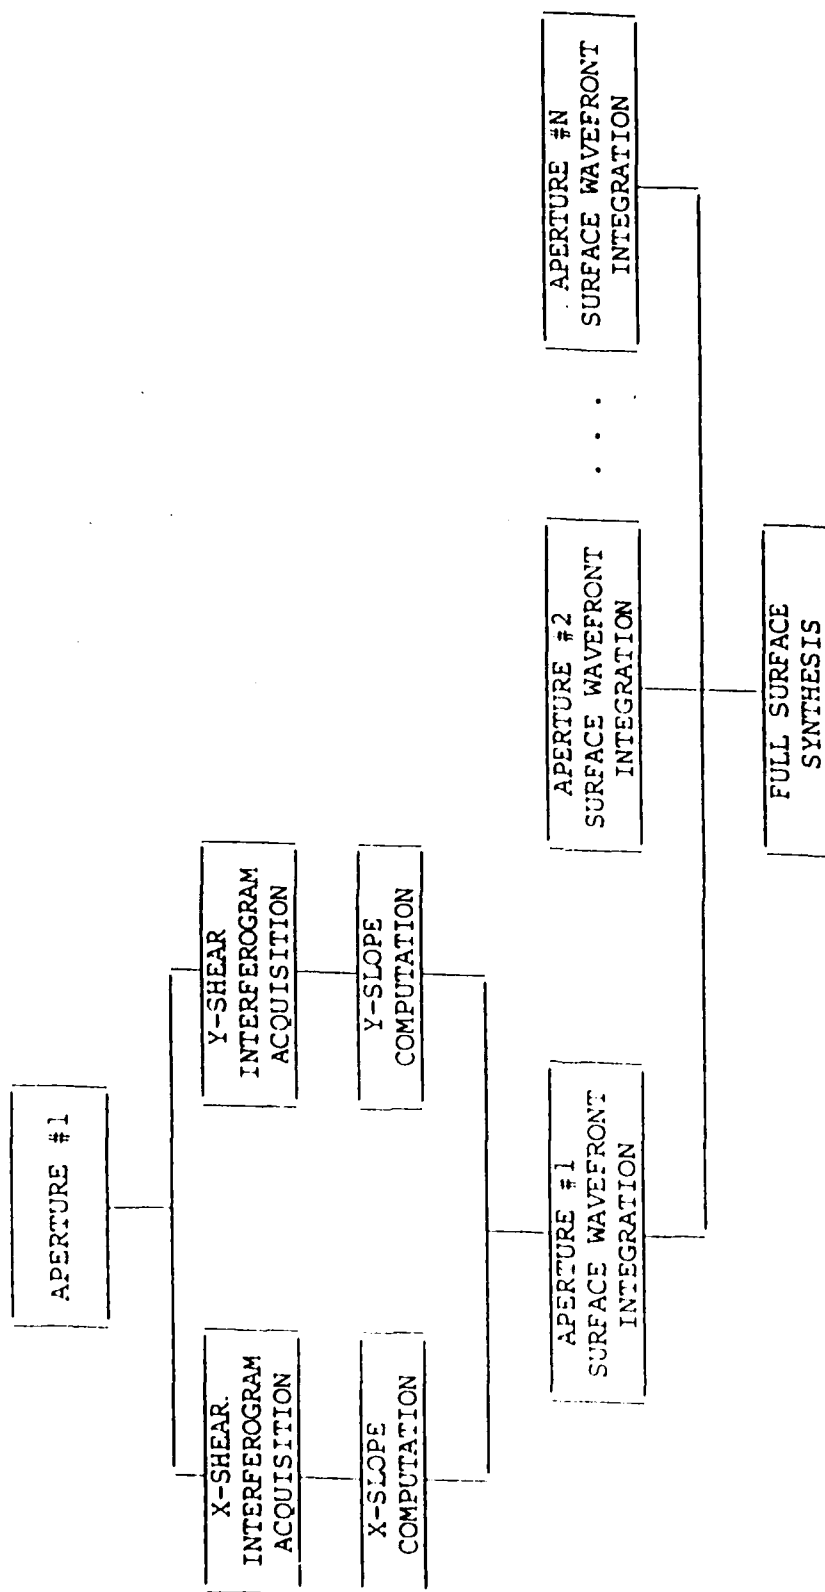 APERTURE #1
X-SHEAR
INTERFEROGRAM
ACQUISITION
Y-SHEAR
INTERFEROGRAM
ACQUISITION
X-SLOPE
COMPUTATION
Y-SLOPE
COMPUTATION
APERTURE #1
SURFACE WAVEFRONT
INTEGRATION
APERTURE #2
SURFACE WAVEFRONT
INTEGRATION
. . .
APERTURE #N
SURFACE WAVEFRONT
INTEGRATION
FULL SURFACE
SYNTHESIS